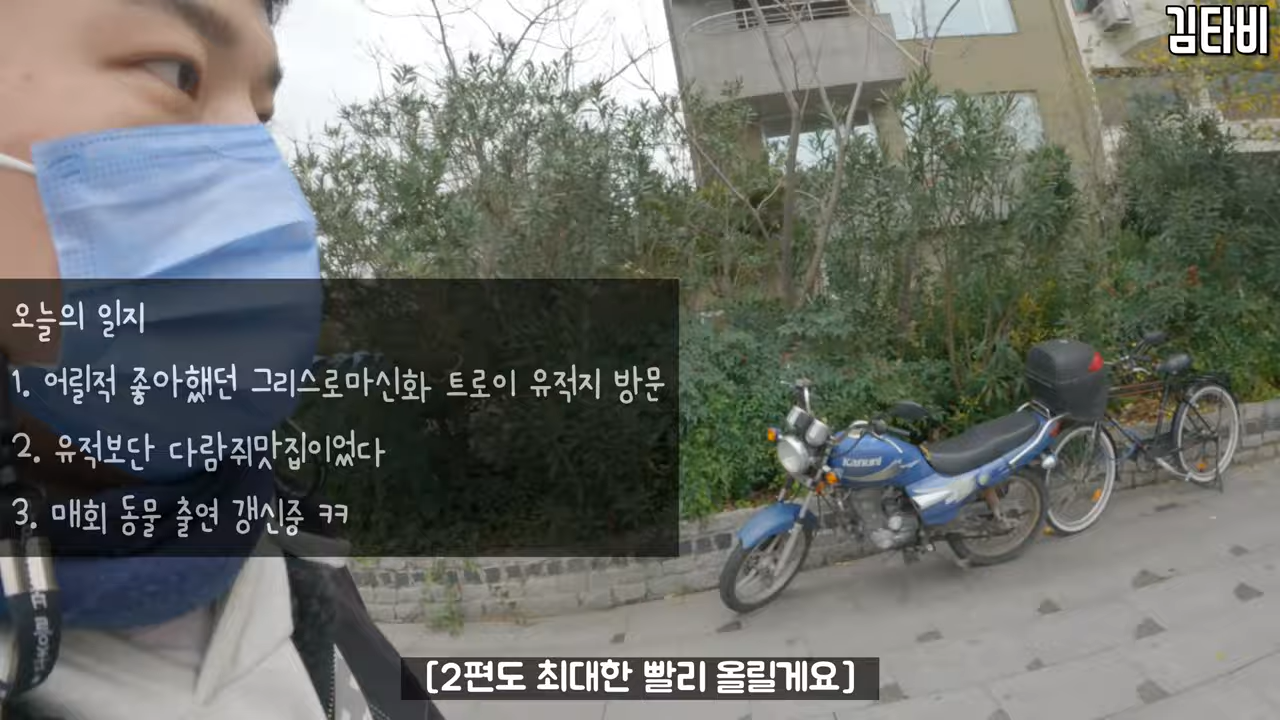 김타비
오늘의 일지
1. 어릴적 좋아했던 그리스로마신화 트로이 유적지 방문
2. 유적보단 다람쥐맛집이었다
3. 매회 동물 출연 갱신중 ㅋㅋ
Kanuni
[2편도 최대한 빨리 올릴게요]